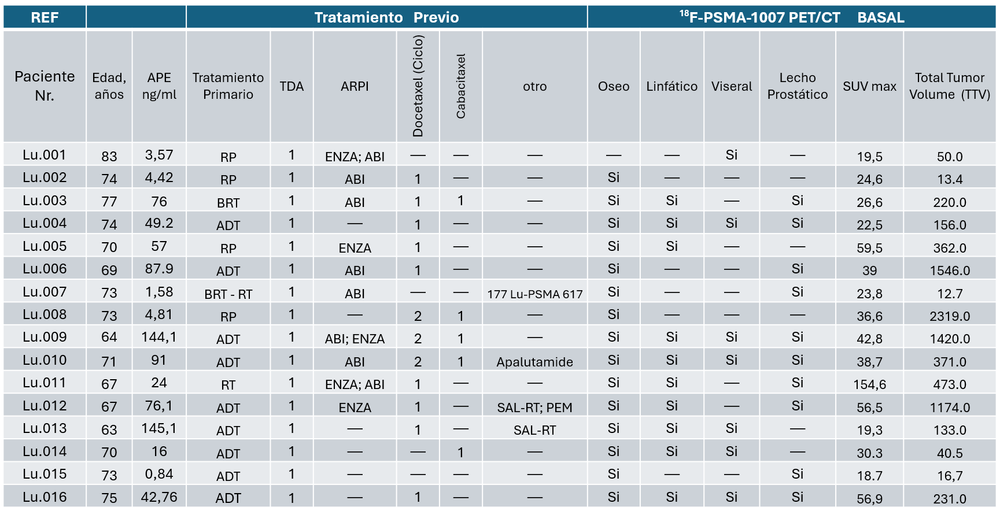 REF Tratamiento Previo ¹⁸F-PSMA-1007 PET/CT BASAL
Paciente Nr. Edad, años APE ng/ml Tratamiento Primario TDA ARPI Docetaxel (Ciclo) Cabacitaxel otro Oseo Linfático Viseral Lecho Prostático SUV max Total Tumor Volume (TTV)
Lu.001 83 3,57 RP 1 ENZA; ABI — — — — — Si — 19,5 50.0
Lu.002 74 4,42 RP 1 ABI 1 — — Si — — — 24,6 13.4
Lu.003 77 76 BRT 1 ABI 1 1 — Si Si — Si 26,6 220.0
Lu.004 74 49.2 ADT 1 — 1 — — Si Si Si Si 22,5 156.0
Lu.005 70 57 RP 1 ENZA 1 — — Si Si — — 59,5 362.0
Lu.006 69 87.9 ADT 1 ABI 1 — — Si — — Si 39 1546.0
Lu.007 73 1,58 BRT - RT 1 ABI — — 177 Lu-PSMA 617 Si — — Si 23,8 12.7
Lu.008 73 4,81 RP 1 — 2 1 — Si — — — 36,6 2319.0
Lu.009 64 144,1 ADT 1 ABI; ENZA 2 1 — Si Si Si Si 42,8 1420.0
Lu.010 71 91 ADT 1 ABI 2 1 Apalutamide Si Si Si Si 38,7 371.0
Lu.011 67 24 RT 1 ENZA; ABI 1 — — Si Si — Si 154,6 473.0
Lu.012 67 76,1 ADT 1 ENZA 1 — SAL-RT; PEM Si Si — Si 56,5 1174.0
Lu.013 63 145,1 ADT 1 — 1 — SAL-RT Si Si Si — 19,3 133.0
Lu.014 70 16 ADT 1 — — 1 — Si Si Si — 30.3 40.5
Lu.015 73 0,84 ADT 1 — — — — Si — — Si 18.7 16,7
Lu.016 75 42,76 ADT 1 — 1 — — Si Si Si Si 56,9 231.0